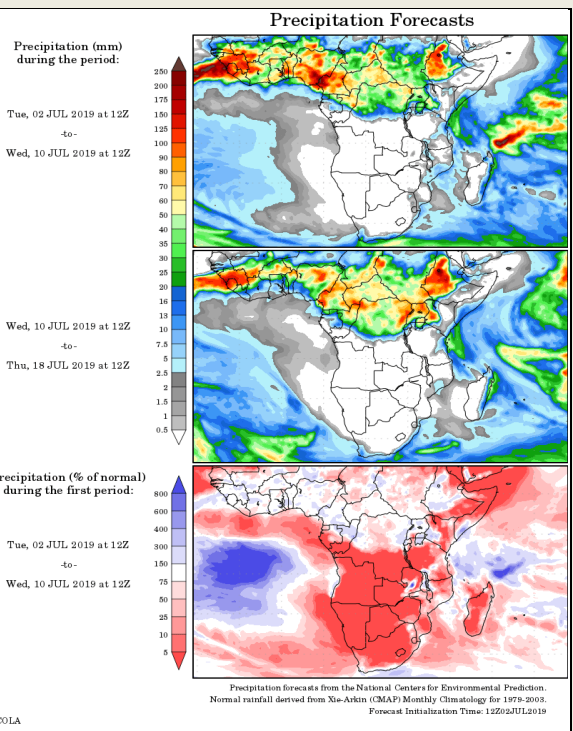 Precipitation Forecasts
Precipitation (mm)
during the period:
Tue, 02 JUL 2019 at 12Z
-to-
Wed, 10 JUL 2019 at 12Z
250
200
175
150
125
100
90
80
70
60
50
40
35
30
25
20
16
13
10
7.5
5
2.5
2
1.5
1
0.5
Wed, 10 JUL 2019 at 12Z
-to-
Thu, 18 JUL 2019 at 12Z
recipitation (% of normal)
during the first period:
Tue, 02 JUL 2019 at 12Z
-to-
Wed, 10 JUL 2019 at 12Z
800
600
400
300
150
75
50
25
10
5
Precipitation forecasts from the National Centers for Environmental Prediction.
Normal rainfall derived from Xie-Arkin (CMAP) Monthly Climatology for 1979-2003.
Forecast Initialization Time: 12Z02JUL2019
COLA